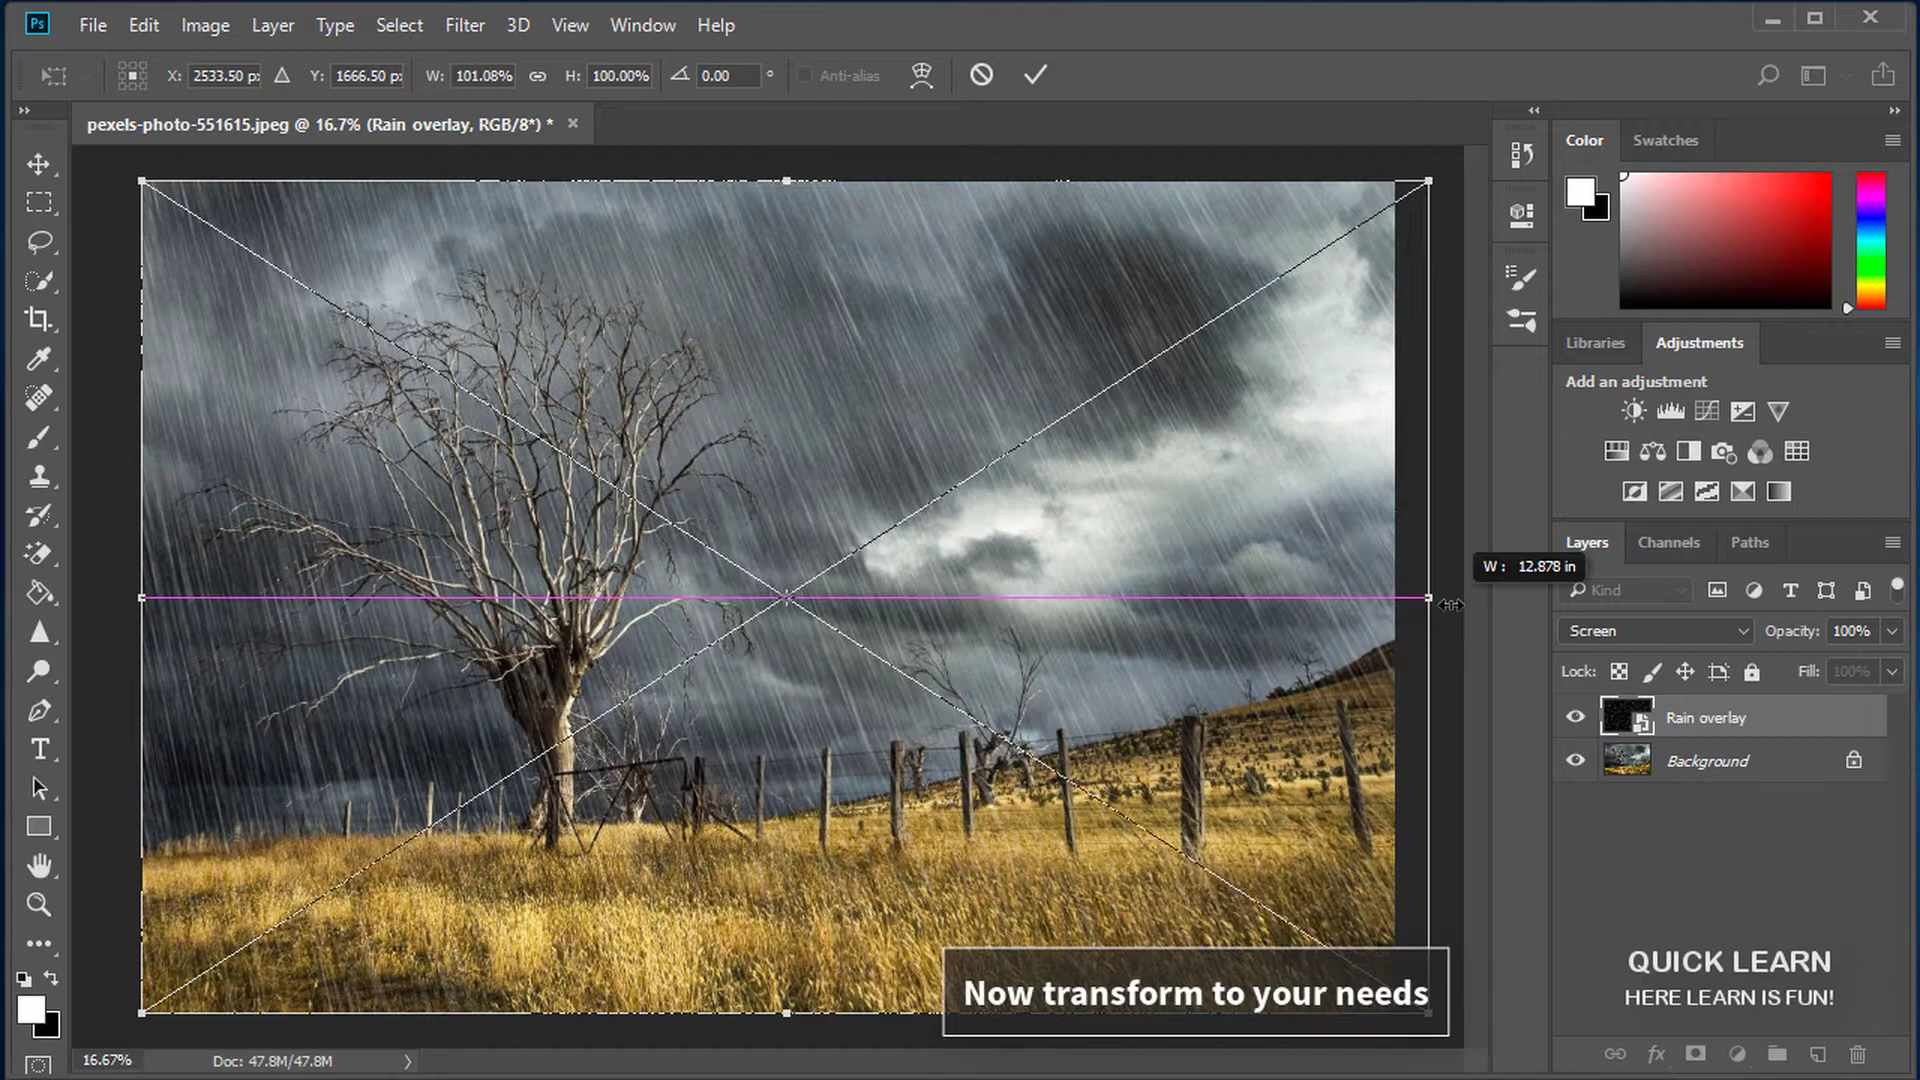 Ps File Edit Image Layer Type Select Filter 3D View Window Help
X: 2533.50 p Y: 1666.50 p W: 101.08% H: 100.00% 0.00 ° Anti-alias
pexels-photo-551615.jpeg @ 16.7% (Rain overlay, RGB/8*) * ×
Color Swatches
Libraries Adjustments
Add an adjustment
Layers Channels Paths
W : 12.878 in
Kind
Screen Opacity: 100%
Lock: Fill: 100%
Rain overlay
Background
QUICK LEARN
HERE LEARN IS FUN!
Now transform to your needs
16.67% Doc: 47.8M/47.8M